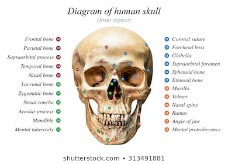 Diagram of human skull
(front aspect)
Frontal bone
Parietal bone
Supraorbital process
Temporal bone
Nasal bone
Lacrimal bone
Zygomatic bone
Nasal concha
Alveolar process
Mandible
Mental tuberosity
Coronal suture
Forehead boss
Glabella
Supraorbital foramen
Sphenoid bone
Ethmoid bone
Maxilla
Vomer
Nasal spine
Ramus
Angle of jaw
Mental protuberance
shutterstock.com • 313491881